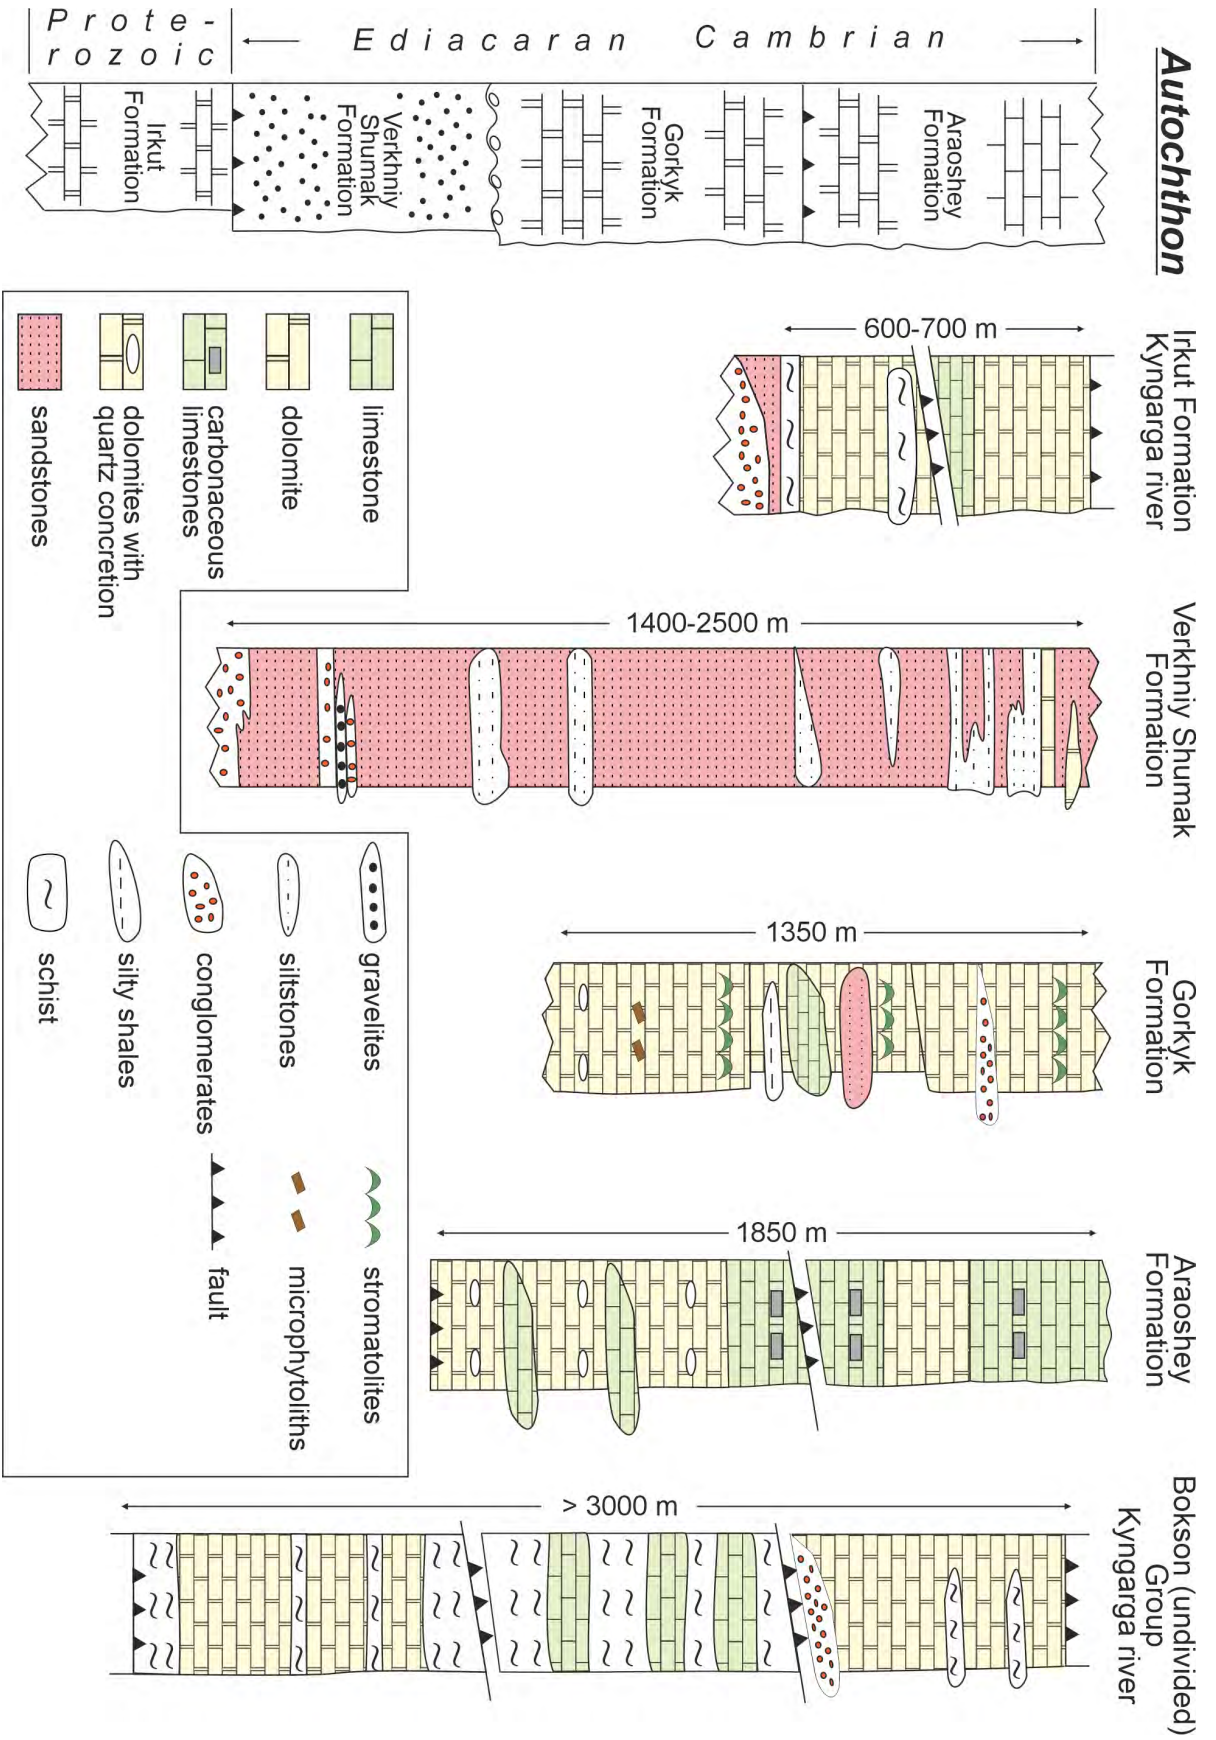 Autochthon
Prote-
rozoic
Ediacaran
Cambrian
Irkut
Formation
Verkhniy
Shumak
Formation
Gorkyk
Formation
Araoshey
Formation
Irkut Formation
Kyngarga river
600-700 m
Verkhniy Shumak
Formation
1400-2500 m
Gorkyk
Formation
1350 m
Araoshey
Formation
1850 m
Bokson (undivided)
Group
Kyngarga river
> 3000 m
limestone
dolomite
carbonaceous
limestones
dolomites with
quartz concretion
sandstones
gravelites
siltstones
conglomerates
silty shales
schist
stromatolites
microphytoliths
fault